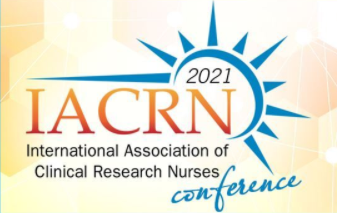 2021
IACRN
International Association of
Clinical Research Nurses
conference